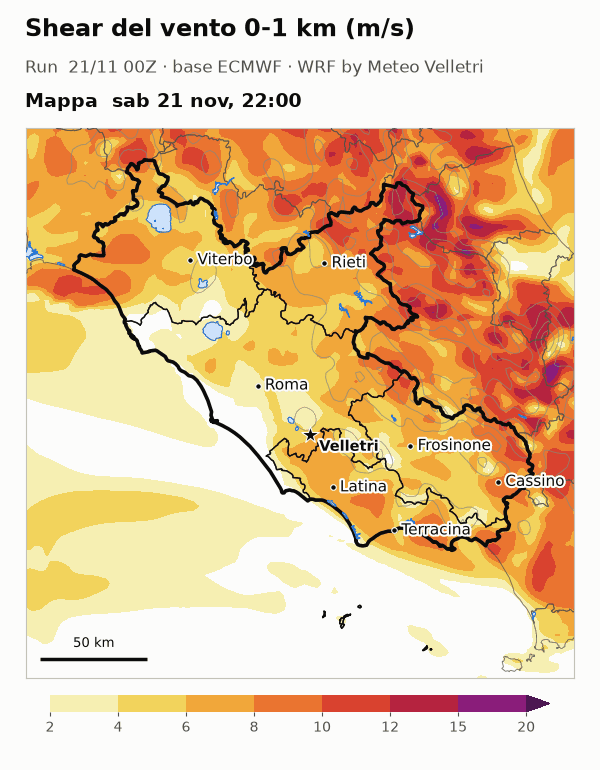 Shear del vento 0-1 km (m/s)
Run 21/11 00Z · base ECMWF · WRF by Meteo Velletri
Mappa sab 21 nov, 22:00
Viterbo
Rieti
Roma
Velletri
Frosinone
Latina
Cassino
Terracina
50 km
2 4 6 8 10 12 15 20